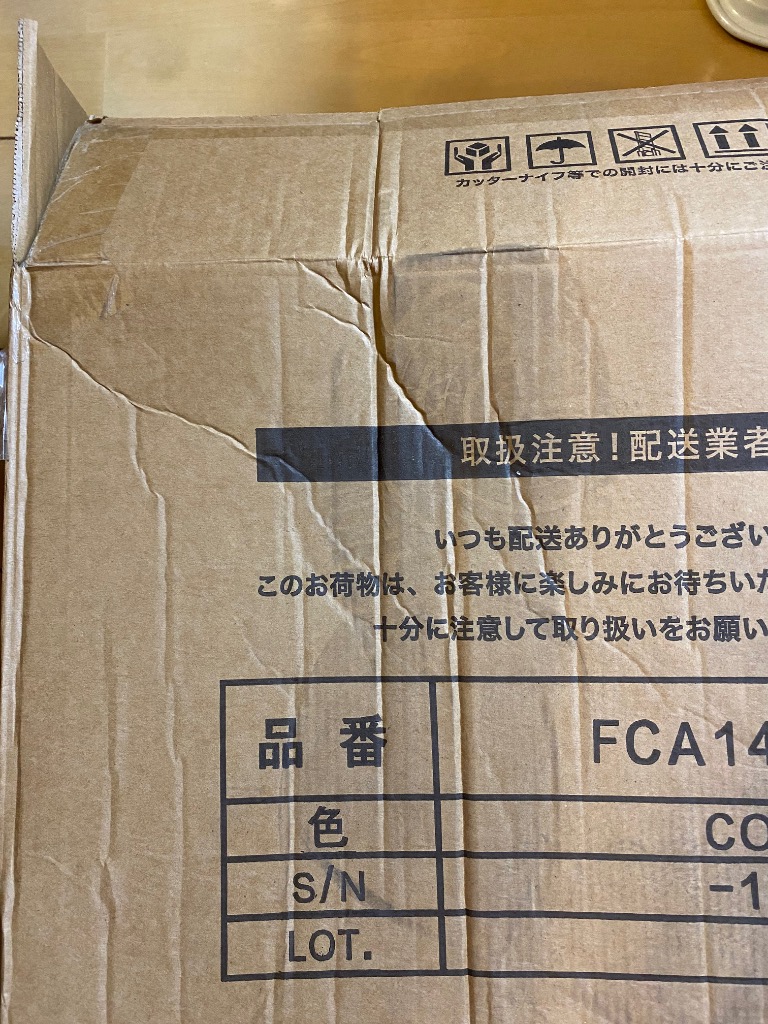 カッターナイフ等での開封には十分にご注
取扱注意!配送業者
いつも配送ありがとうござい
このお荷物は、お客様に楽しみにお待ちいた
十分に注意して取り扱いをお願い
品番 FCA14
色 CO
S/N -1
LOT.